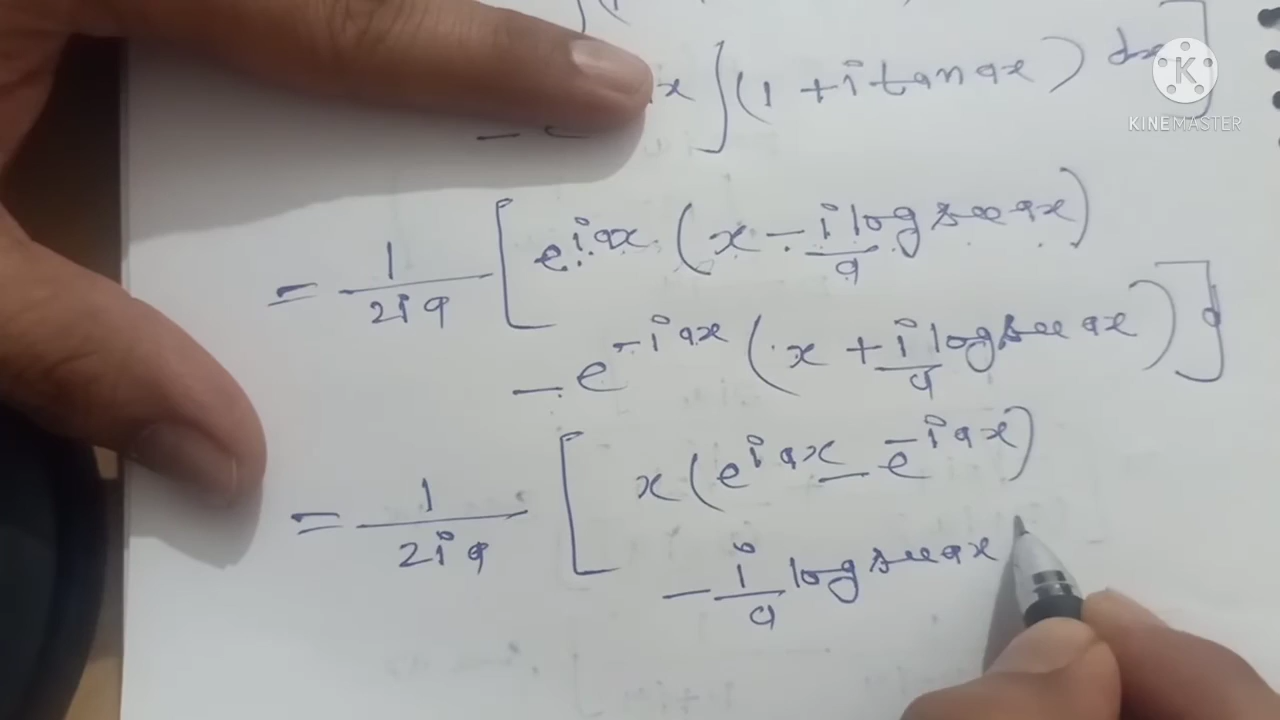 ∫(1 + i tan ax) dx]
K
KINEMASTER
= 1/2ia [e^{iax} (x - i/a log sec ax)
- e^{-iax} (x + i/a log sec ax)]
= 1/2ia [x(e^{iax} - e^{-iax})
- i/a log sec ax